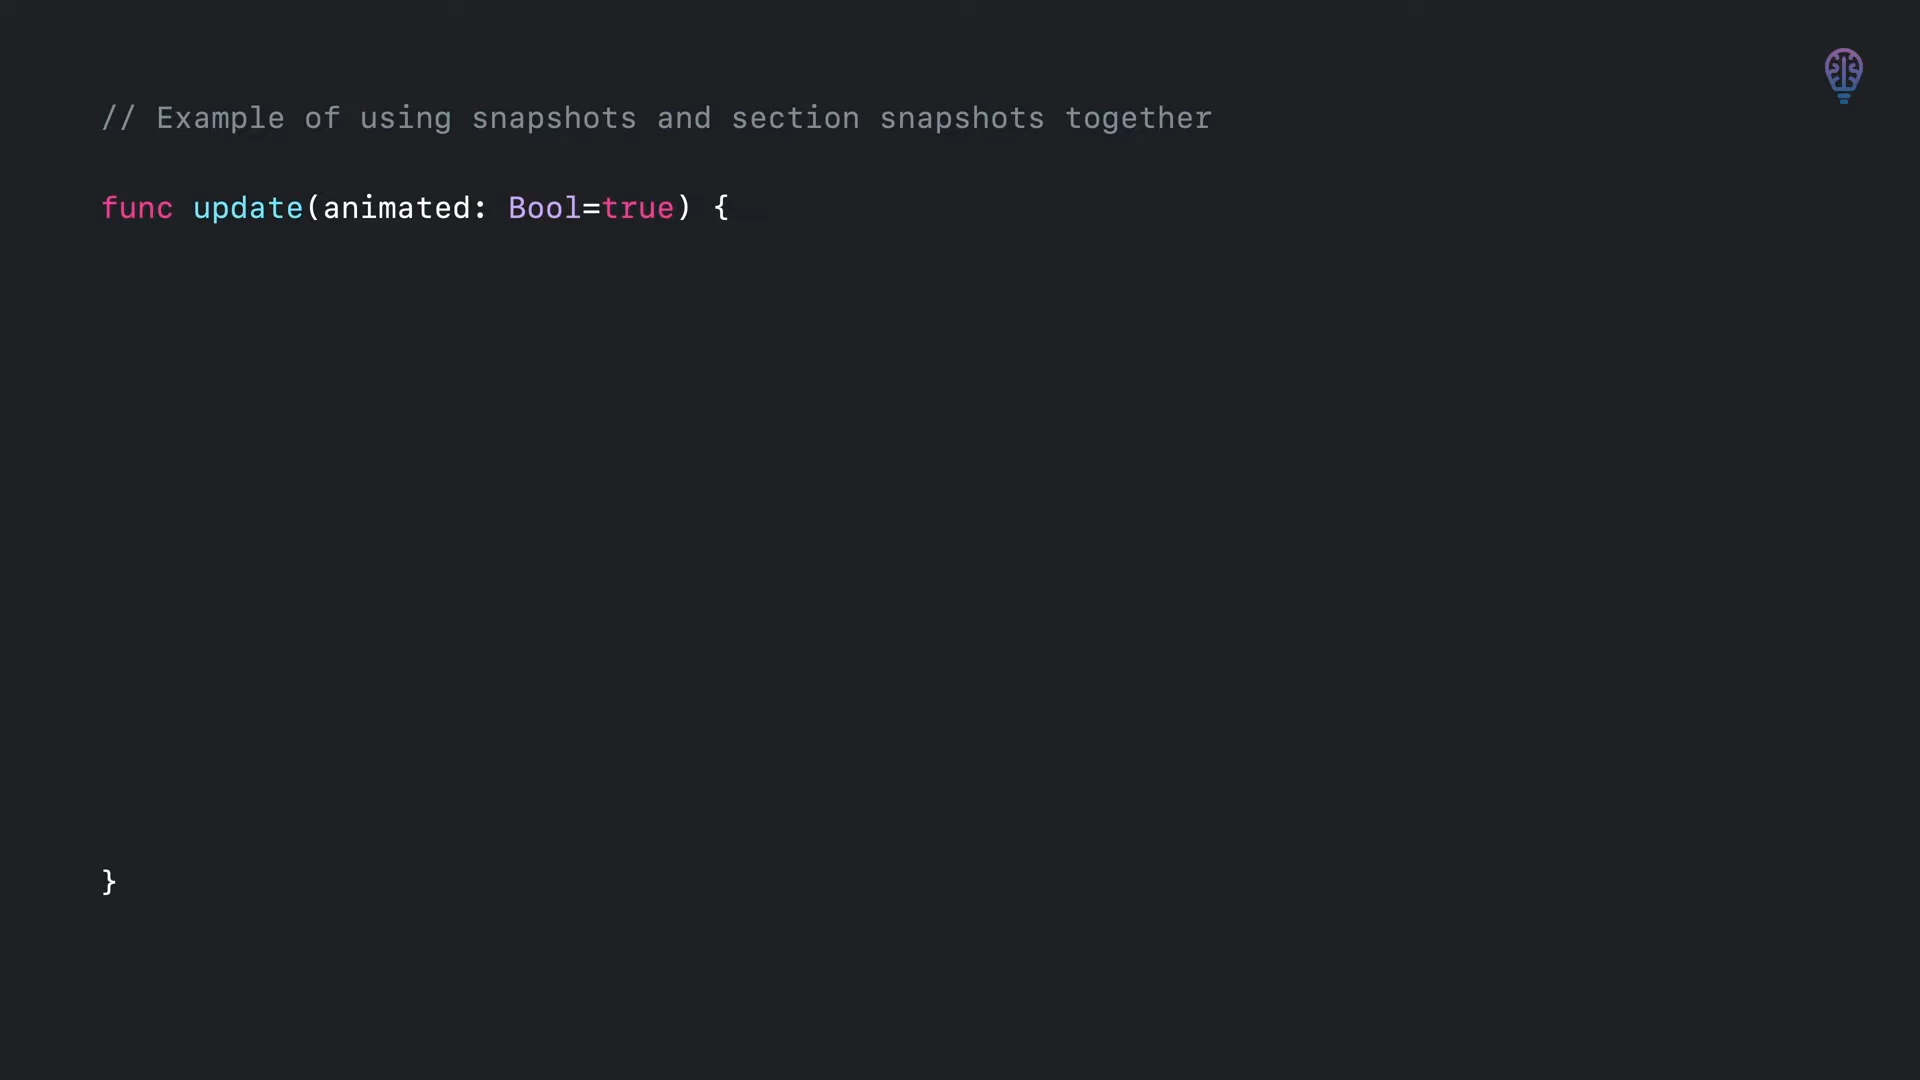 // Example of using snapshots and section snapshots together
func update(animated: Bool=true) {
}